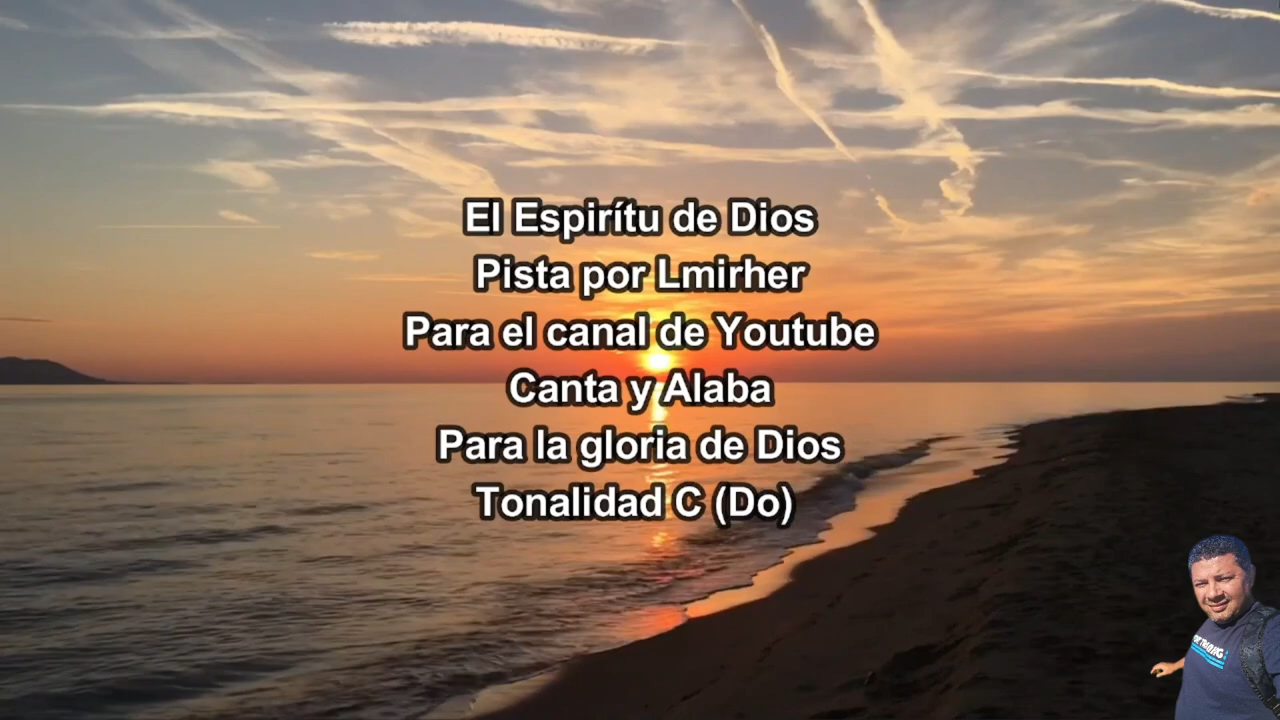 El Espirítu de Dios
Pista por Lmirher
Para el canal de Youtube
Canta y Alaba
Para la gloria de Dios
Tonalidad C (Do)